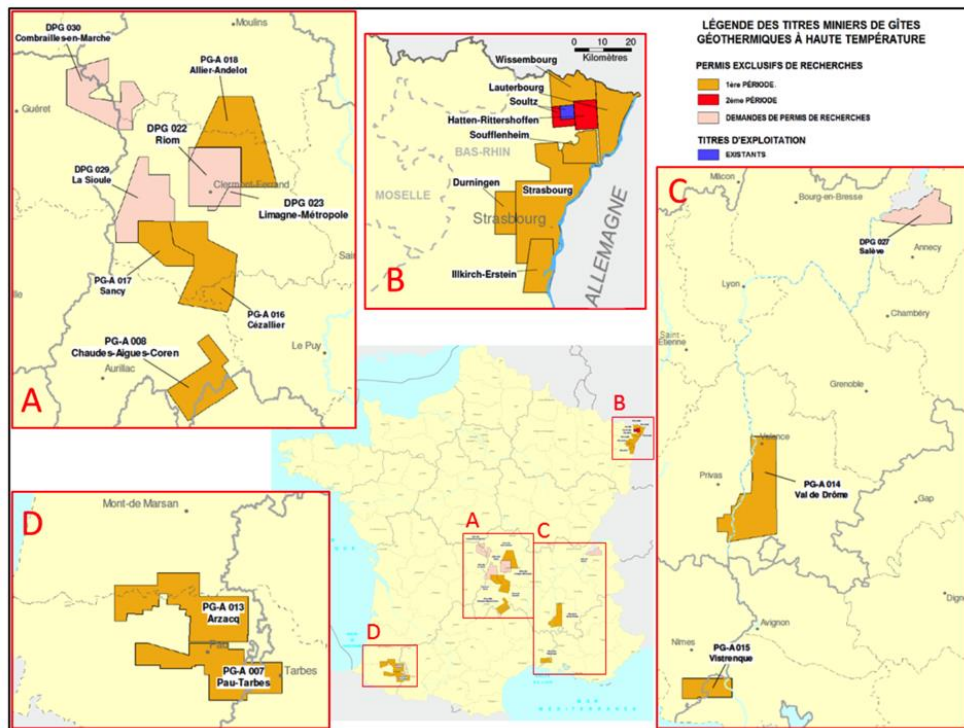 DPG 030
Combrailles-en-Marche
Moulins
PG-A 018
Allier-Andelot
Guéret
DPG 022
Riom
DPG 029
La Sioule
Clermont-Ferrand
DPG 023
Limagne-Métropole
PG-A 017
Sancy
PG-A 016
Cézallier
PG-A 008
Chaudes-Aigues-Coren
Le Puy
Aurillac
A
0 10 20
Kilomètres
Wissembourg
Lauterbourg
Soultz
Hatten-Rittershoffen
Soufflenheim
BAS-RHIN
MOSELLE
Durningen
Strasbourg
Strasbourg
Illkirch-Erstein
ALLEMAGNE
B
LÉGENDE DES TITRES MINIERS DE GÎTES
GÉOTHERMIQUES À HAUTE TEMPÉRATURE
PERMIS EXCLUSIFS DE RECHERCHES
1ère PÉRIODE.
2ème PÉRIODE
DEMANDES DE PERMIS DE RECHERCHES
TITRES D'EXPLOITATION
EXISTANTS
C
Mâcon
Bourg-en-Bresse
DPG 027
Salève
Annecy
Lyon
Chambéry
Saint-
Étienne
Grenoble
Valence
Privas
PG-A 014
Val de Drôme
Gap
Digne
Avignon
Nîmes
PG-A015
Vistrenque
B
A
C
D
D
Mont-de Marsan
PG-A 013
Arzacq
Pau
Tarbes
PG-A 007
Pau-Tarbes